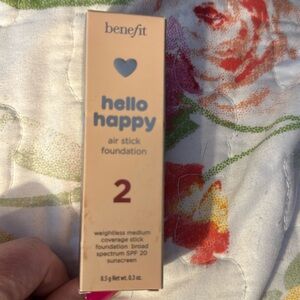 benefit
hello
happy
air stick
foundation
2
weightless medium
coverage stick
foundation broad
spectrum SPF 20
sunscreen
8.5 g Net wt. 0.3 oz.